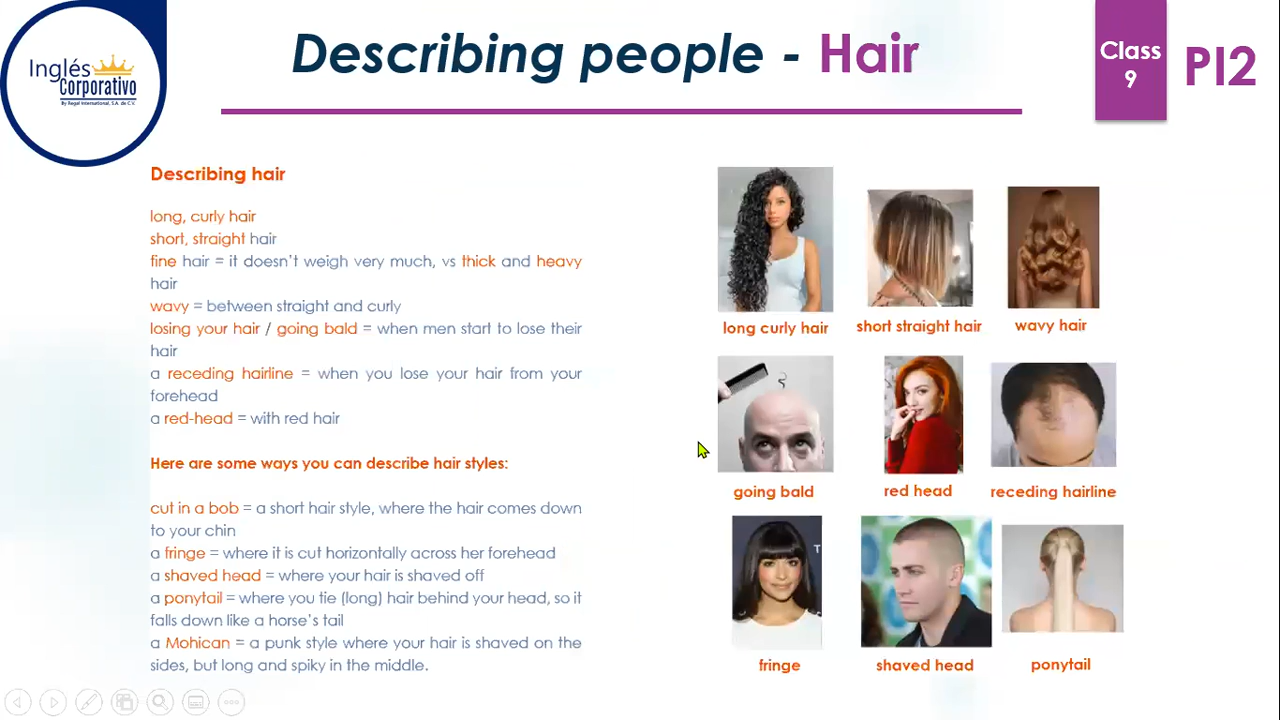 Inglés
Corporativo
By Regal International, S.A. de C.V.
Describing people - Hair
Class
9
PI2
Describing hair
long, curly hair
short, straight hair
fine hair = it doesn't weigh very much, vs thick and heavy
hair
wavy = between straight and curly
losing your hair / going bald = when men start to lose their
hair
a receding hairline = when you lose your hair from your
forehead
a red-head = with red hair
Here are some ways you can describe hair styles:
cut in a bob = a short hair style, where the hair comes down
to your chin
a fringe = where it is cut horizontally across her forehead
a shaved head = where your hair is shaved off
a ponytail = where you tie (long) hair behind your head, so it
falls down like a horse's tail
a Mohican = a punk style where your hair is shaved on the
sides, but long and spiky in the middle.
long curly hair
short straight hair
wavy hair
going bald
red head
receding hairline
T
fringe
shaved head
ponytail